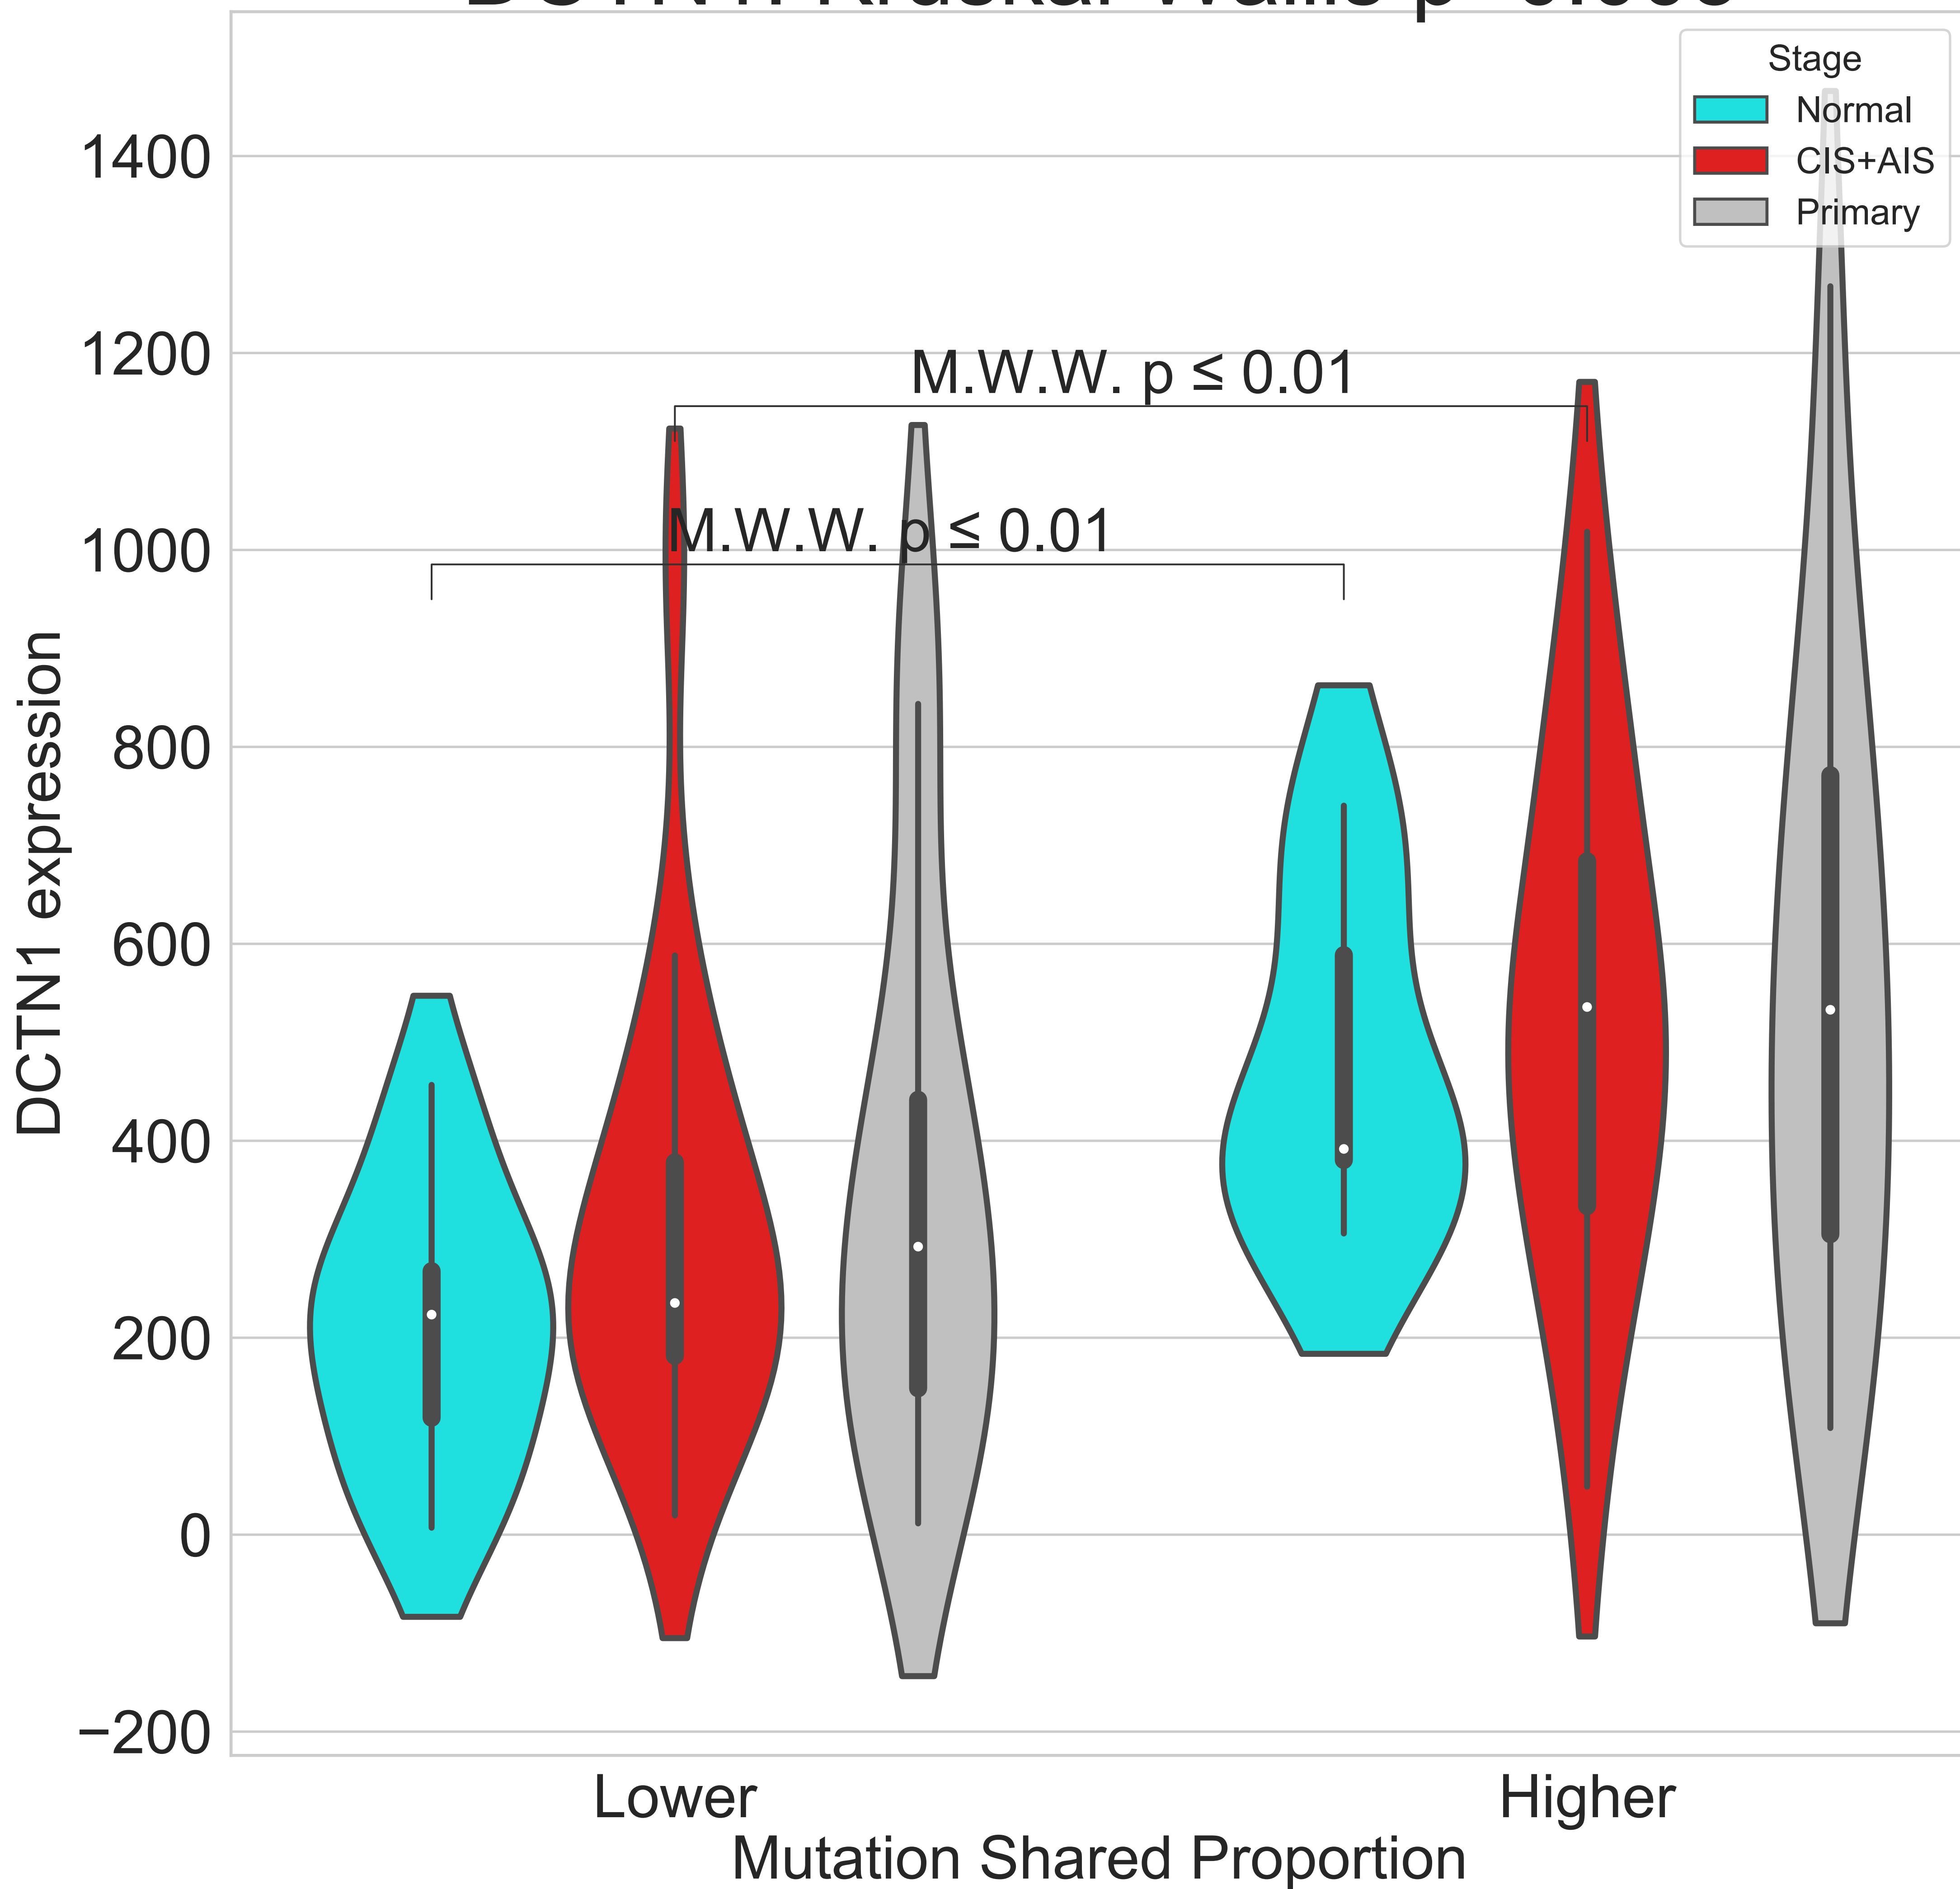 Stage
Normal
CIS+AIS
Primary
1400
1200
1000
800
600
400
200
0
−200
DCTN1 expression
M.W.W. p ≤ 0.01
M.W.W. p ≤ 0.01
Lower
Higher
Mutation Shared Proportion